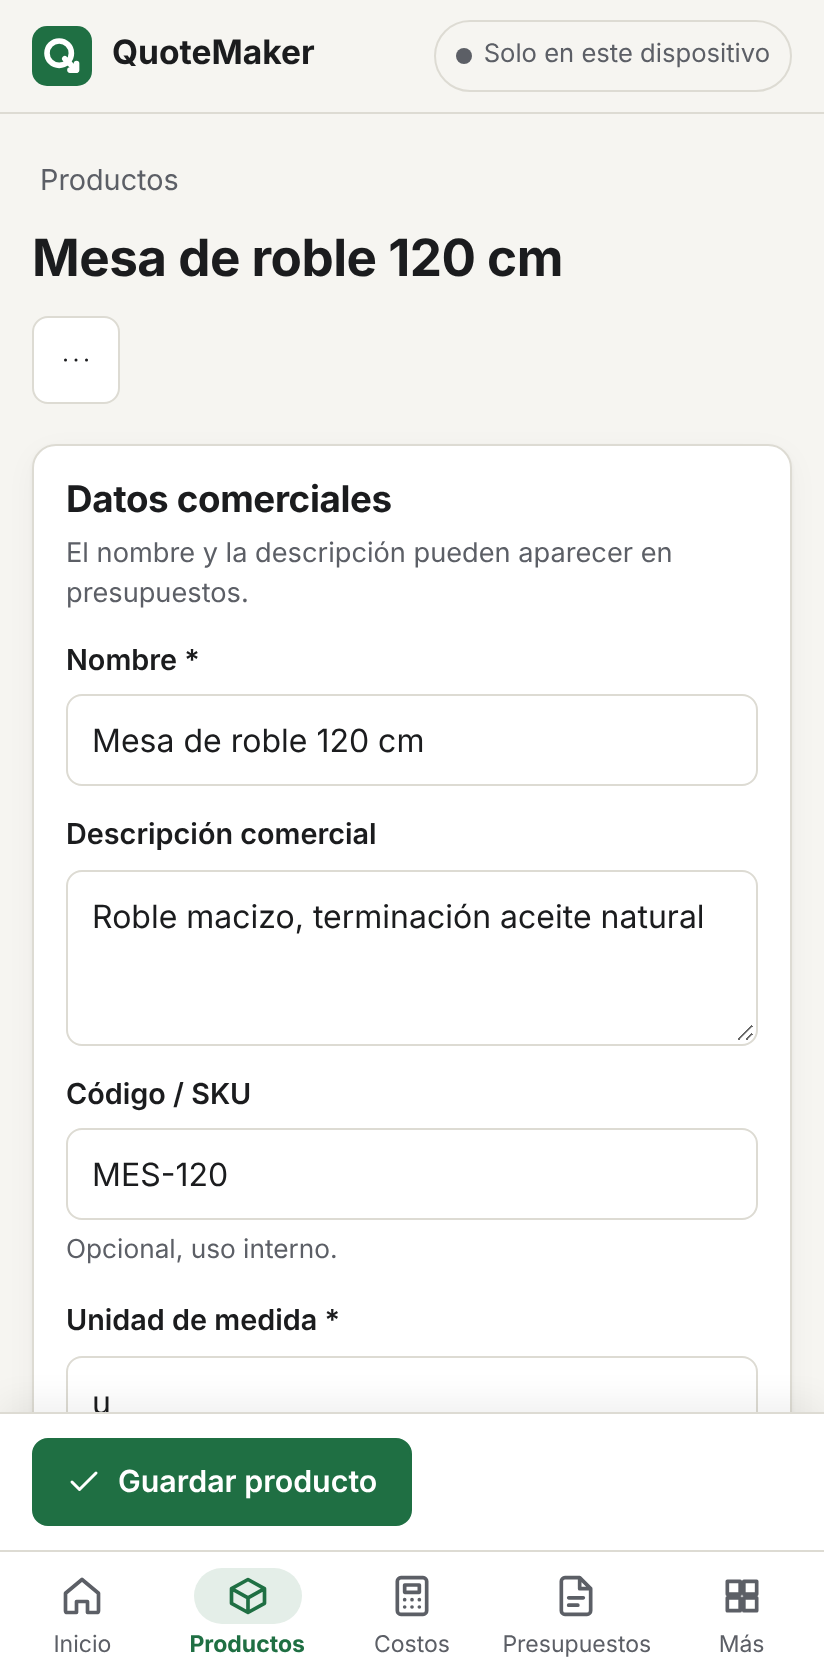 QuoteMaker
Solo en este dispositivo
Productos
Mesa de roble 120 cm
...
Datos comerciales
El nombre y la descripción pueden aparecer en
presupuestos.
Nombre *
Mesa de roble 120 cm
Descripción comercial
Roble macizo, terminación aceite natural
Código / SKU
MES-120
Opcional, uso interno.
Unidad de medida *
u
Guardar producto
Inicio
Productos
Costos
Presupuestos
Más